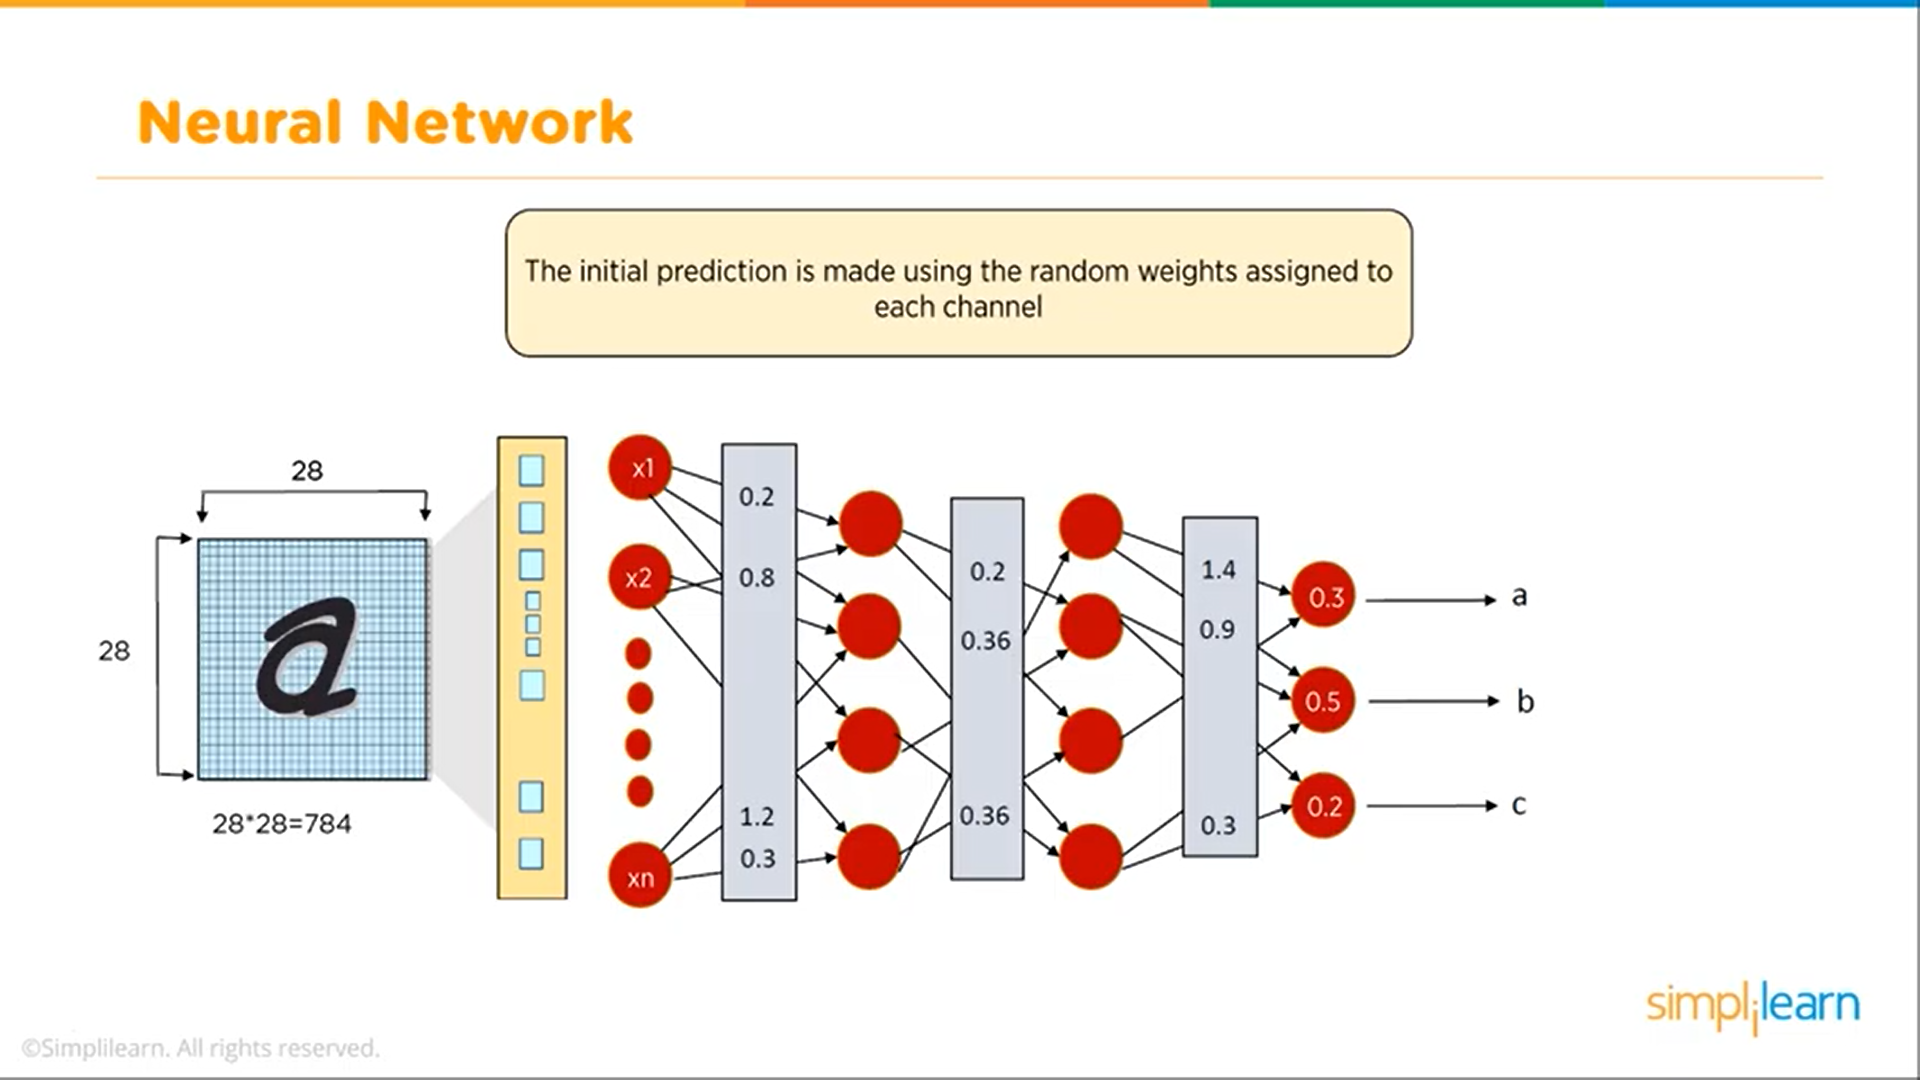 Neural Network
The initial prediction is made using the random weights assigned to
each channel
28
28
a
28*28=784
x1
x2
xn
0.2
0.8
1.2
0.3
0.2
0.36
0.36
1.4
0.9
0.3
0.3
0.5
0.2
a
b
c
simplilearn
©Simplilearn. All rights reserved.